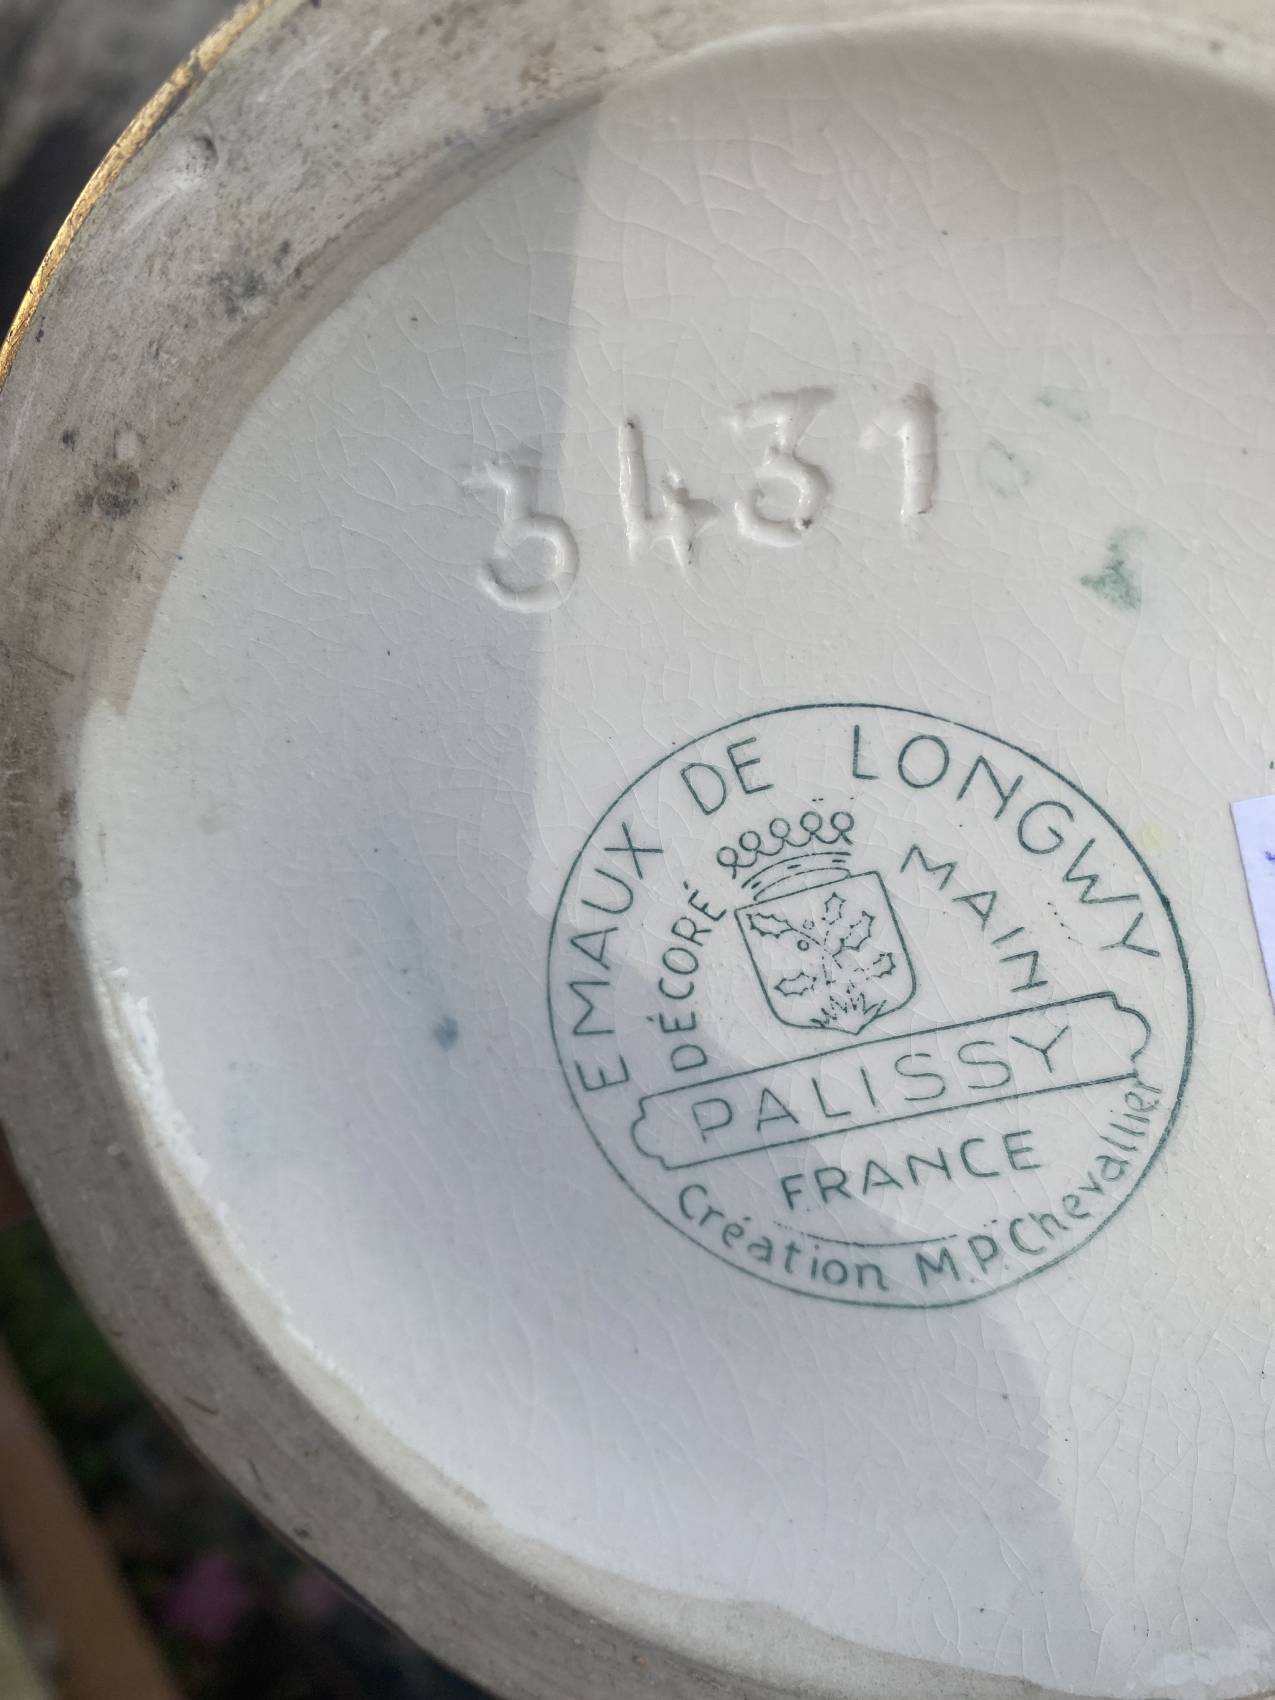 3431
EMAUX DE LONGWY
DÉCORÉ MAIN
PALISSY
FRANCE
Création M.P.Chevallier